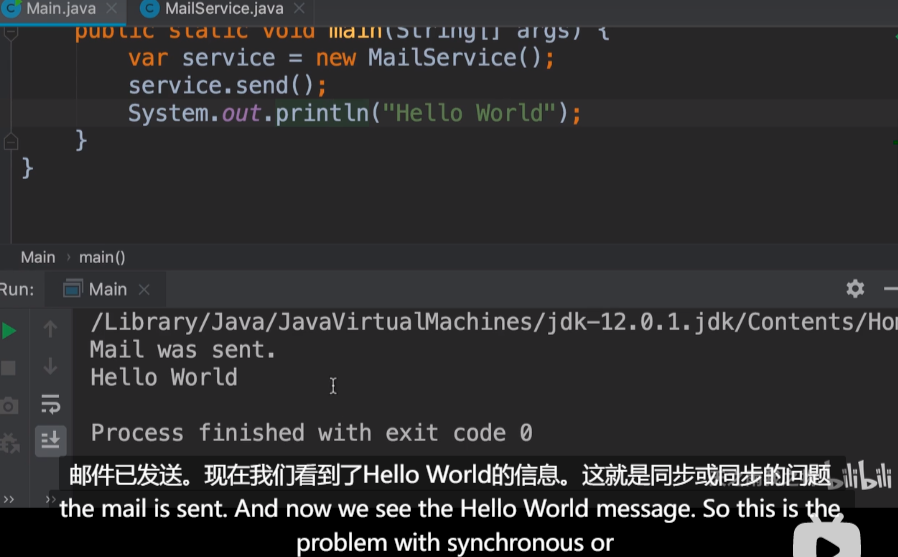 Main.java
MailService.java
public static void main(String[] args) {
var service = new MailService();
service.send();
System.out.println("Hello World");
}
}
Main › main()
Run: Main
/Library/Java/JavaVirtualMachines/jdk-12.0.1.jdk/Contents/Ho
Mail was sent.
Hello World
Process finished with exit code 0
邮件已发送。现在我们看到了Hello World的信息。这就是同步或同步的问题
bilibili
the mail is sent. And now we see the Hello World message. So this is the
problem with synchronous or